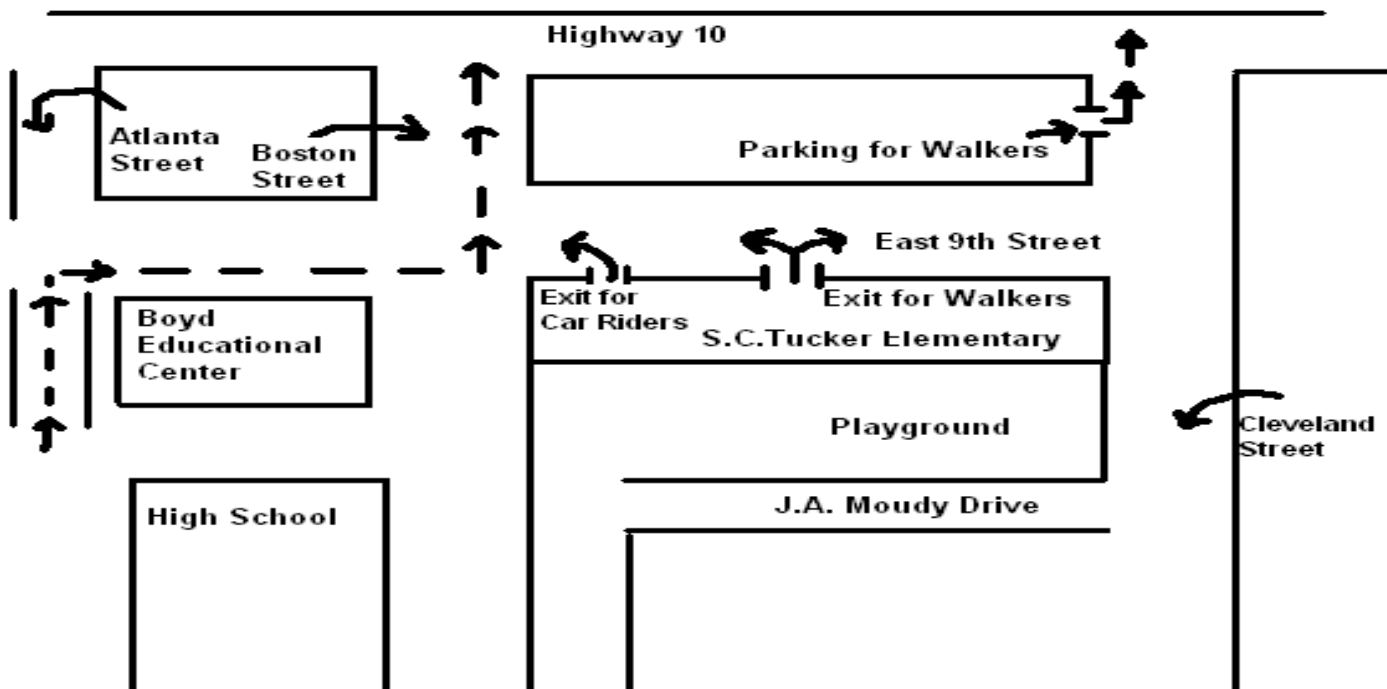 Highway 10
Atlanta
Street
Boston
Street
Parking for Walkers
East 9th Street
Exit for
Car Riders
Exit for Walkers
S.C.Tucker Elementary
Boyd
Educational
Center
Playground
Cleveland
Street
High School
J.A. Moudy Drive